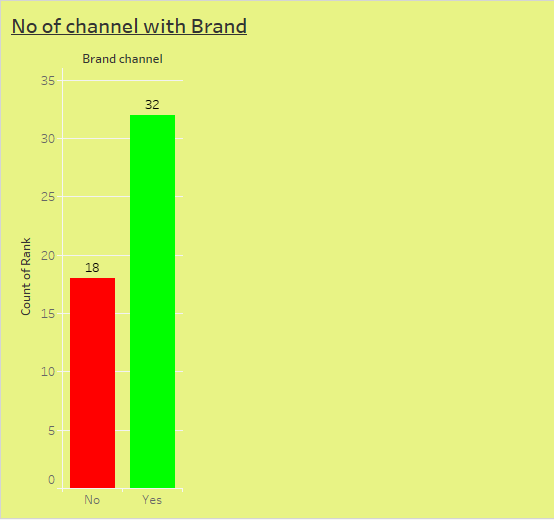 No of channel with Brand
Brand channel
35
32
30
25
20
18
15
10
5
0
Count of Rank
No Yes